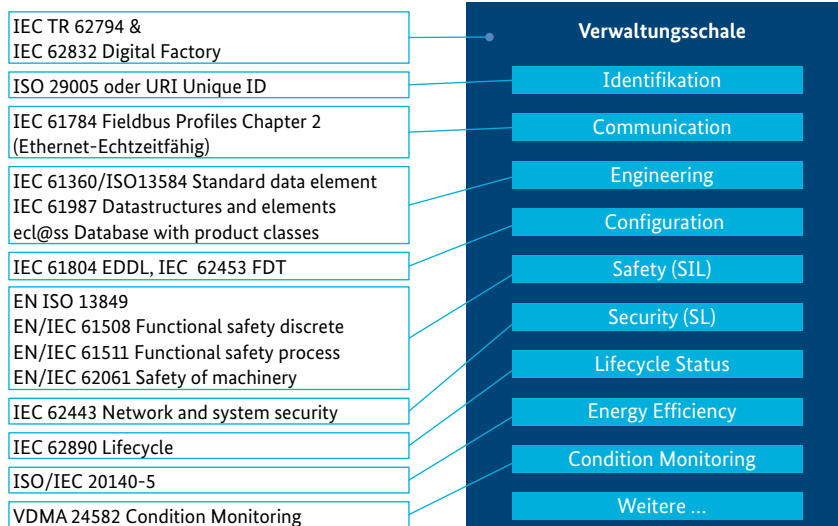 IEC TR 62794 &
IEC 62832 Digital Factory
ISO 29005 oder URI Unique ID
IEC 61784 Fieldbus Profiles Chapter 2
(Ethernet-Echtzeitfähig)
IEC 61360/ISO13584 Standard data element
IEC 61987 Datastructures and elements
ecl@ss Database with product classes
IEC 61804 EDDL, IEC 62453 FDT
EN ISO 13849
EN/IEC 61508 Functional safety discrete
EN/IEC 61511 Functional safety process
EN/IEC 62061 Safety of machinery
IEC 62443 Network and system security
IEC 62890 Lifecycle
ISO/IEC 20140-5
VDMA 24582 Condition Monitoring
Verwaltungsschale
Identifikation
Communication
Engineering
Configuration
Safety (SIL)
Security (SL)
Lifecycle Status
Energy Efficiency
Condition Monitoring
Weitere ...